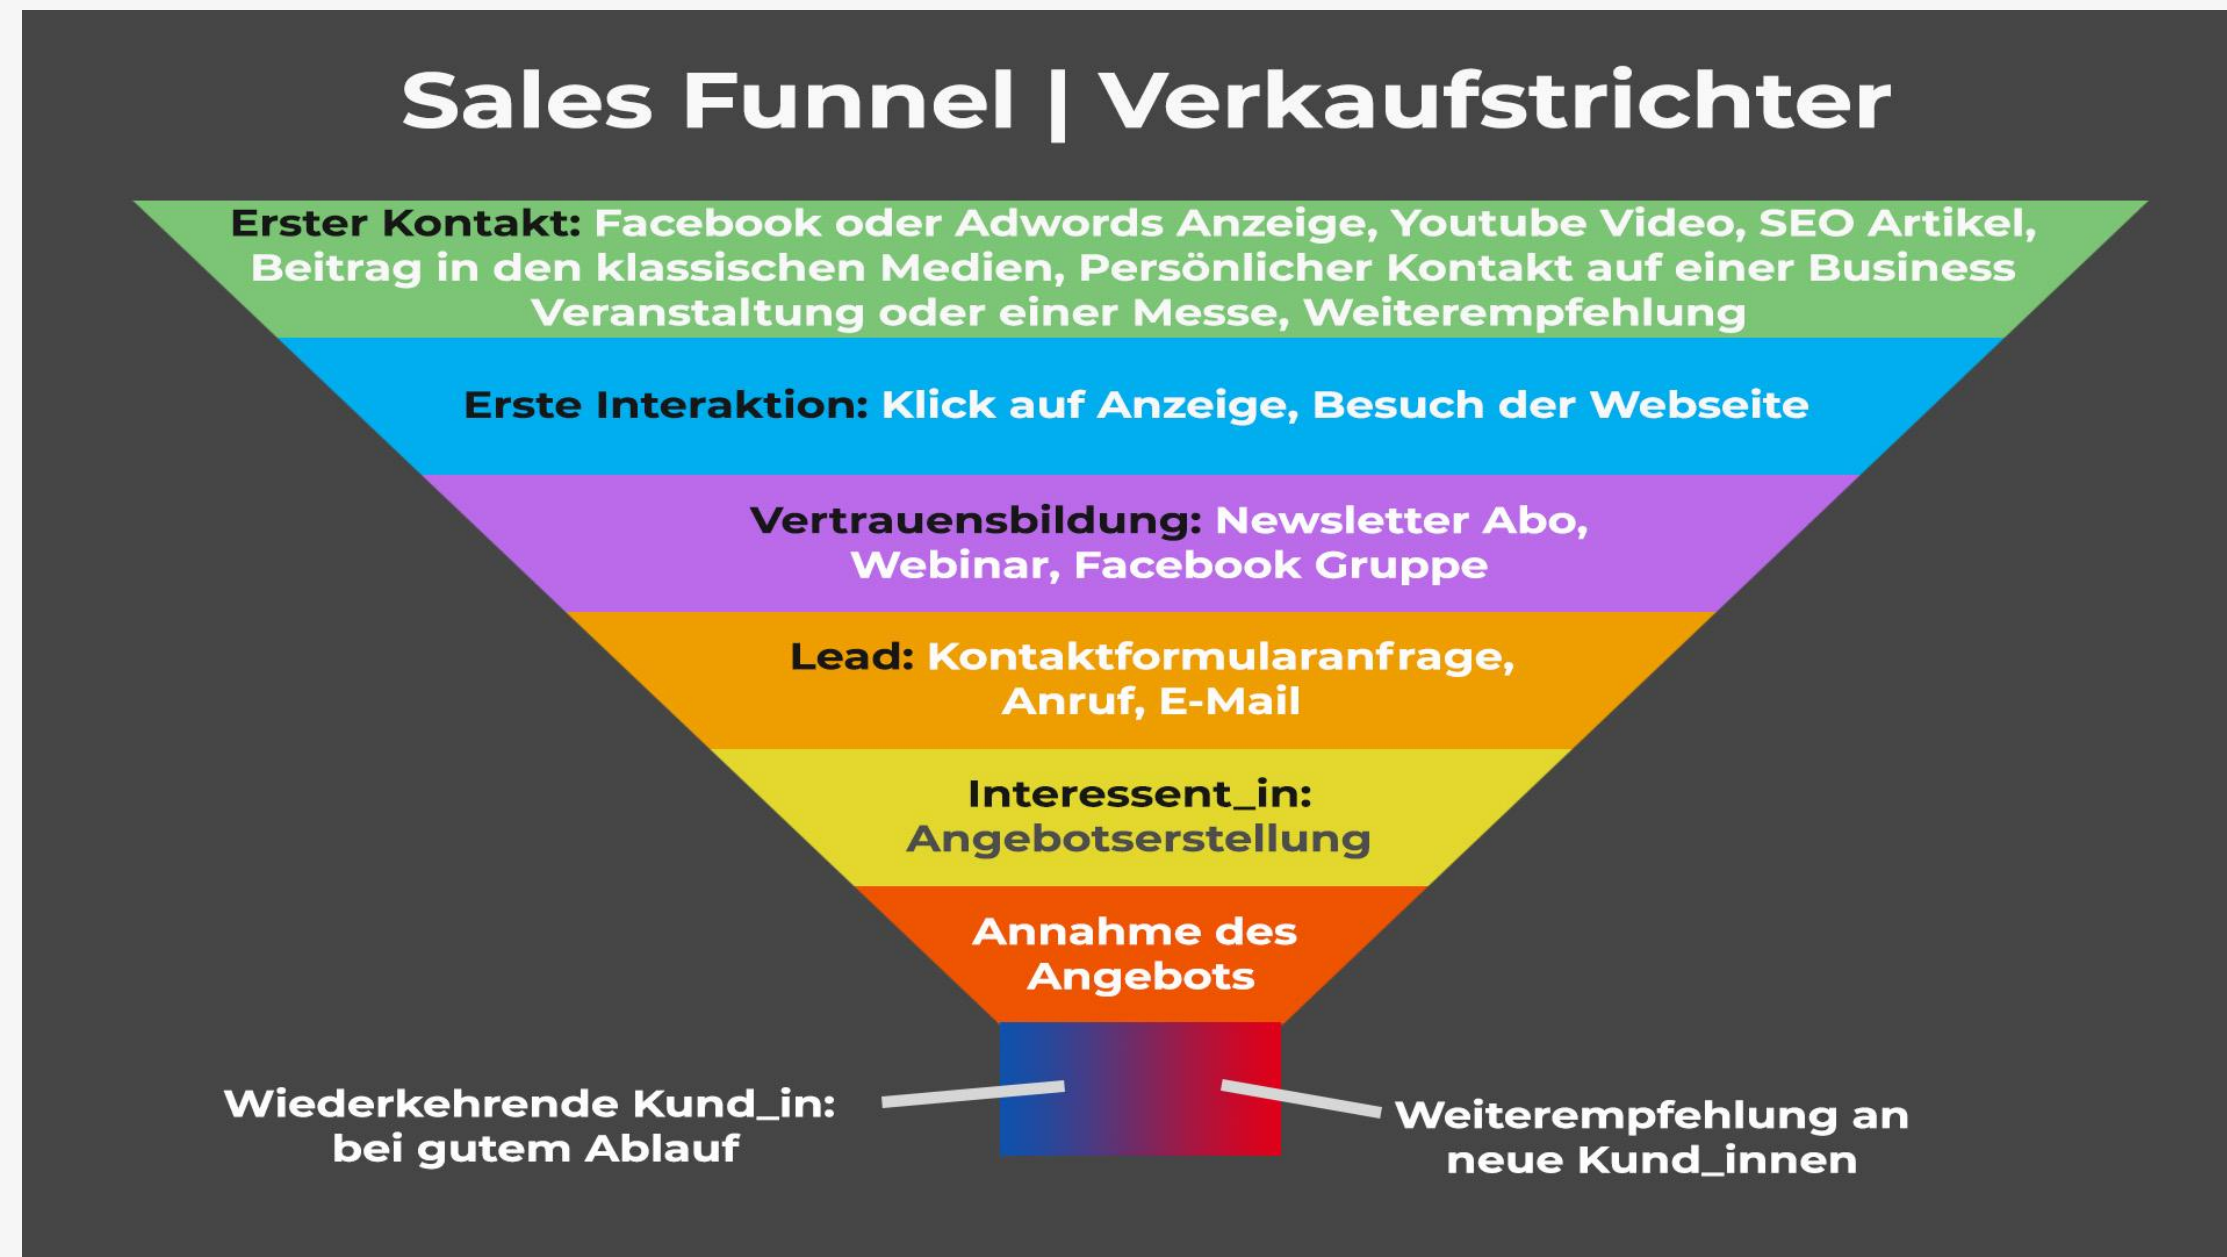 Sales Funnel | Verkaufstrichter
Erster Kontakt: Facebook oder Adwords Anzeige, Youtube Video, SEO Artikel,
Beitrag in den klassischen Medien, Persönlicher Kontakt auf einer Business
Veranstaltung oder einer Messe, Weiterempfehlung
Erste Interaktion: Klick auf Anzeige, Besuch der Webseite
Vertrauensbildung: Newsletter Abo,
Webinar, Facebook Gruppe
Lead: Kontaktformularanfrage,
Anruf, E-Mail
Interessent_in:
Angebotserstellung
Annahme des
Angebots
Wiederkehrende Kund_in:
bei gutem Ablauf
Weiterempfehlung an
neue Kund_innen